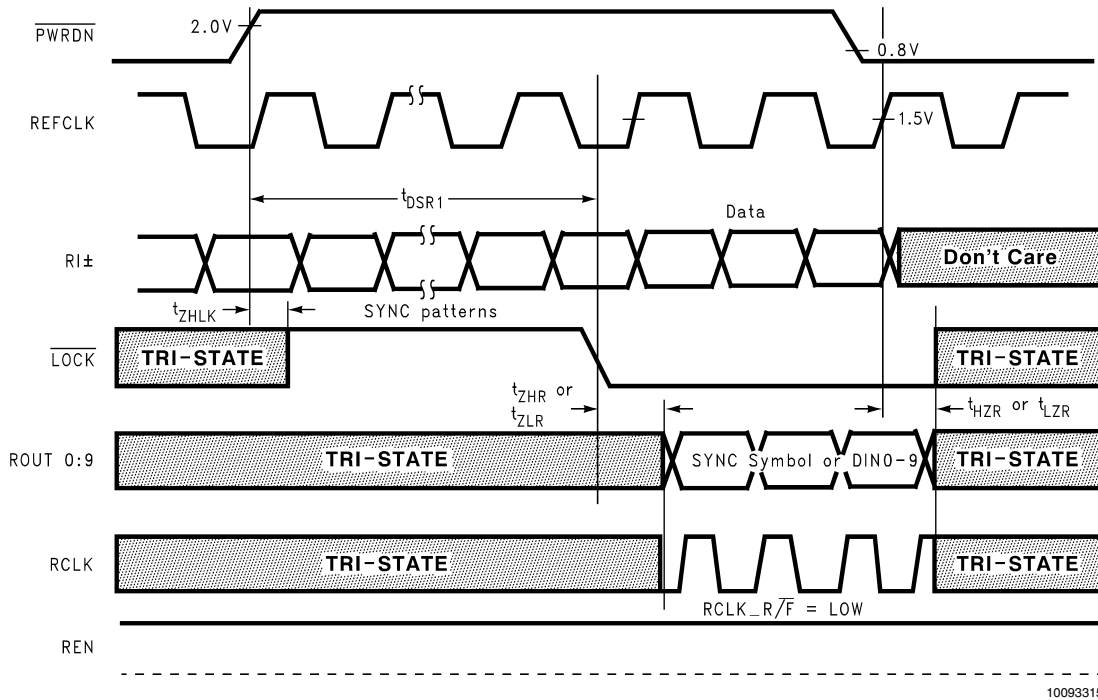 PWRDN
2.0V
0.8V
REFCLK
1.5V
tDSR1
Data
RI±
Don't Care
tZHLK
SYNC patterns
LOCK
TRI-STATE
TRI-STATE
tZHR or
tZLR
tHZR or tLZR
ROUT 0:9
TRI-STATE
SYNC Symbol or DIN0-9
TRI-STATE
RCLK
TRI-STATE
TRI-STATE
RCLK_R/F = LOW
REN
10093315